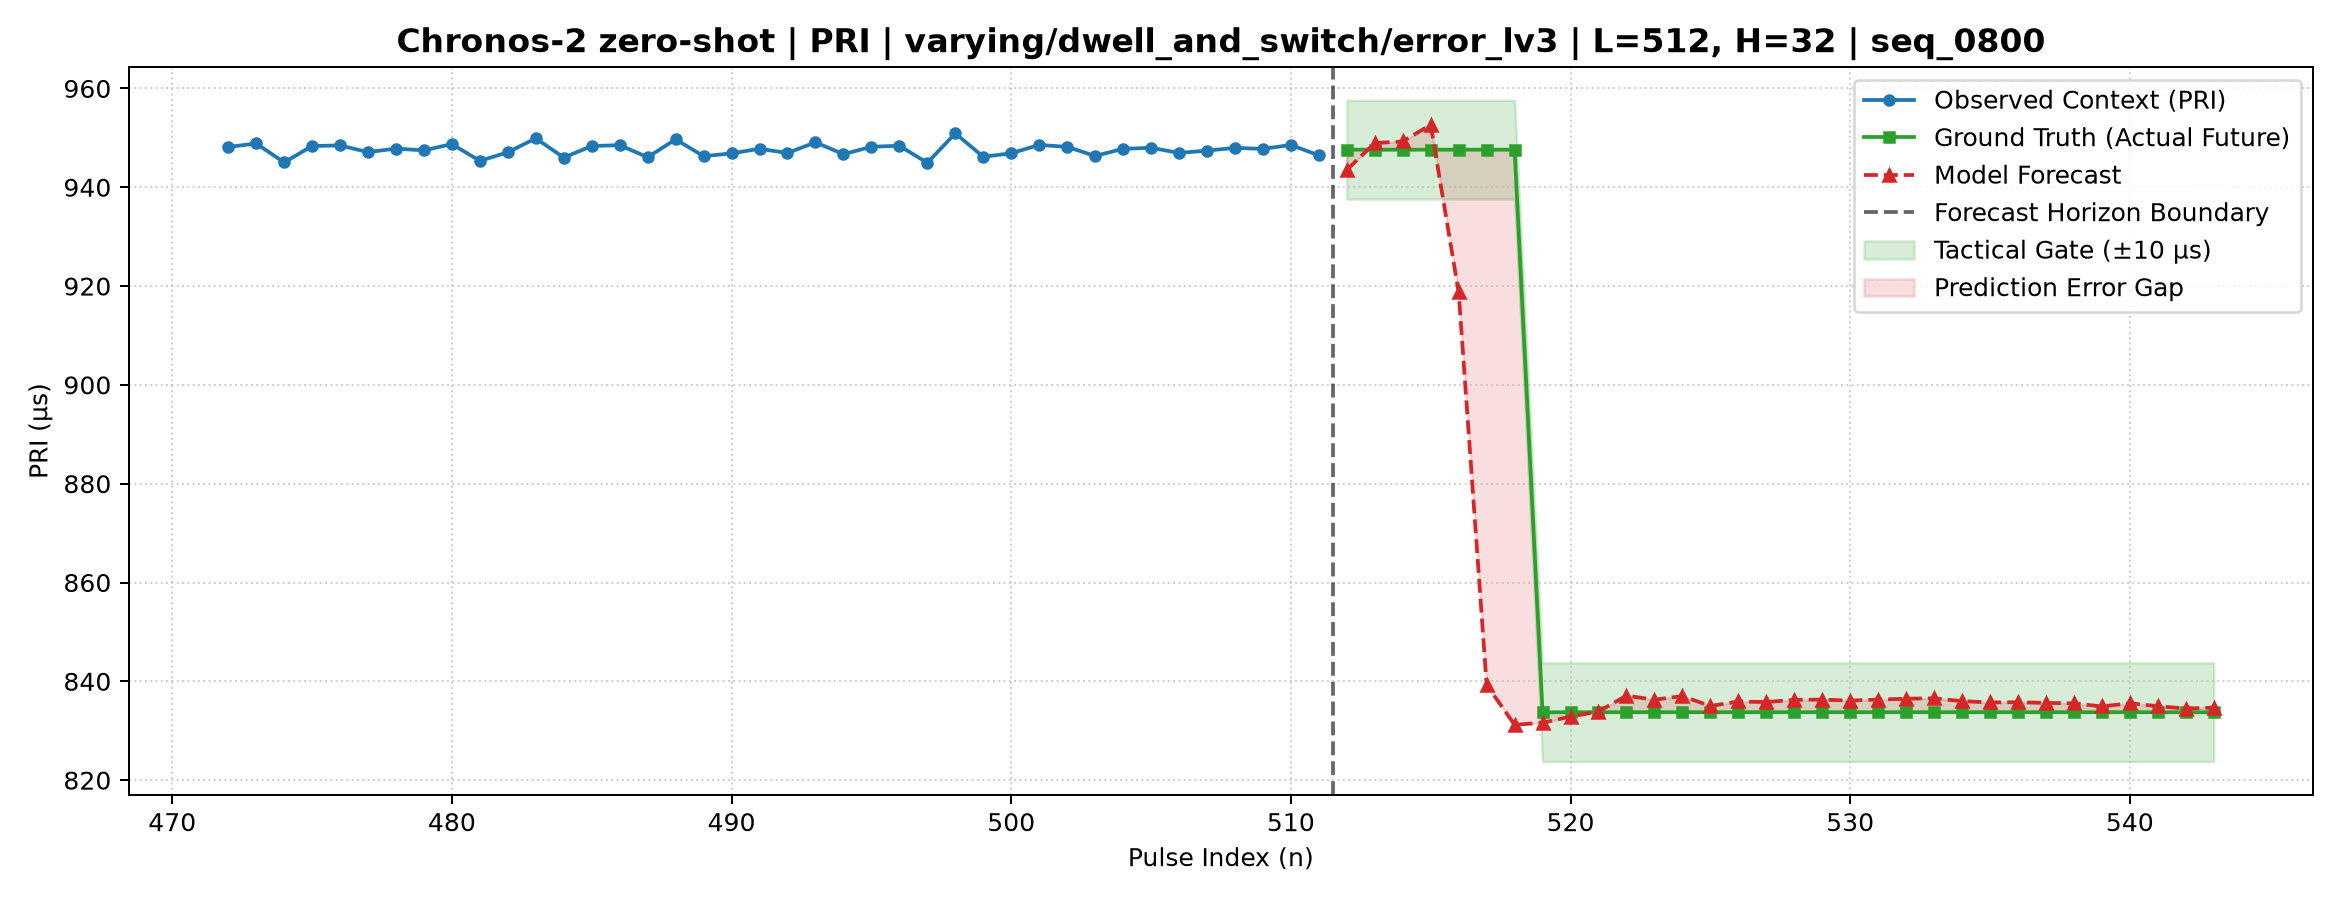 Chronos-2 zero-shot | PRI | varying/dwell_and_switch/error_lv3 | L=512, H=32 | seq_0800
960
940
920
900
880
860
840
820
PRI (µs)
Observed Context (PRI)
Ground Truth (Actual Future)
Model Forecast
Forecast Horizon Boundary
Tactical Gate (±10 µs)
Prediction Error Gap
470 480 490 500 510 520 530 540
Pulse Index (n)